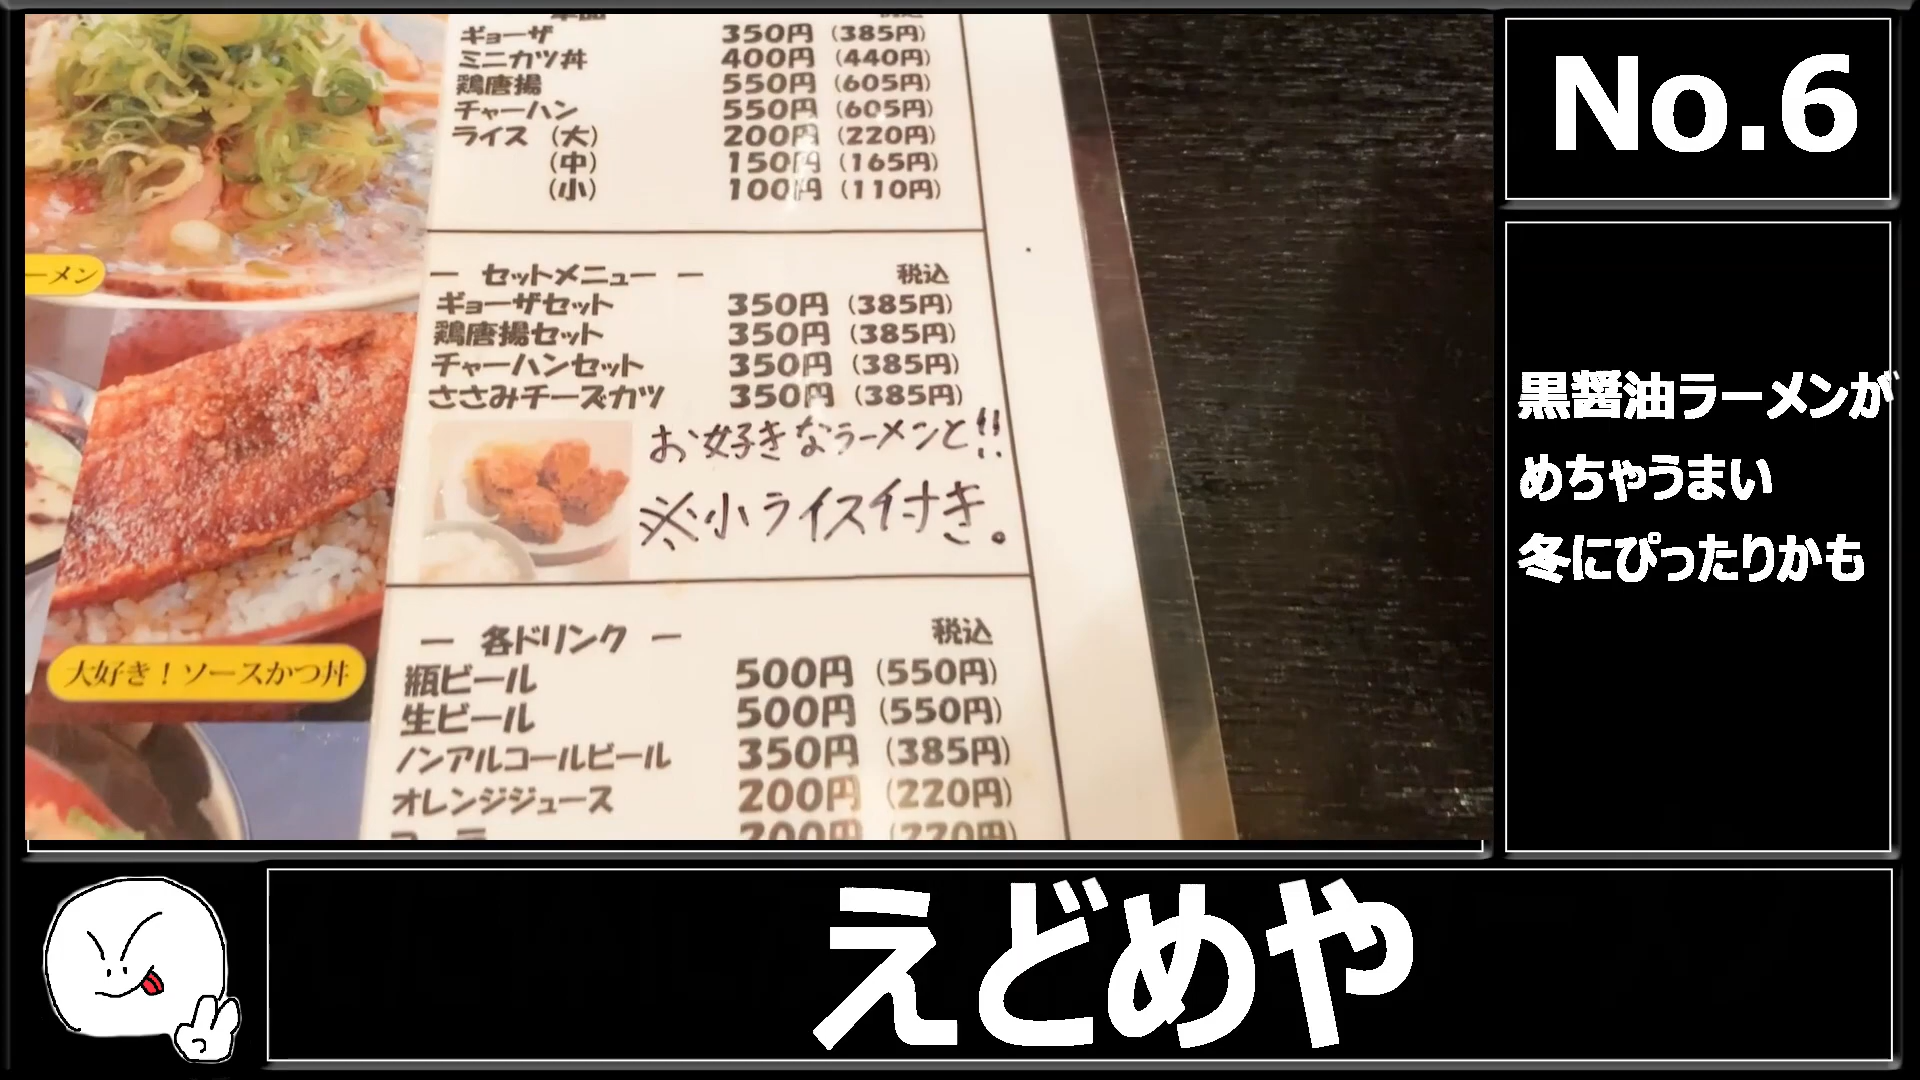 ギョーザ 350円 (385円)
ミニカツ丼 400円 (440円)
鶏唐揚 550円 (605円)
チャーハン 550円 (605円)
ライス (大) 200円 (220円)
(中) 150円 (165円)
(小) 100円 (110円)
ー セットメニュー ー 税込
ギョーザセット 350円 (385円)
鶏唐揚セット 350円 (385円)
チャーハンセット 350円 (385円)
ささみチーズカツ 350円 (385円)
お好きなラーメンと!!
※小ライス付き。
ー 各ドリンク ー 税込
瓶ビール 500円 (550円)
生ビール 500円 (550円)
ノンアルコールビール 350円 (385円)
オレンジジュース 200円 (220円)
200円 (220円)
ーメン
大好き!ソースかつ丼
No.6
黒醤油ラーメンが
めちゃうまい
冬にぴったりかも
えどめや